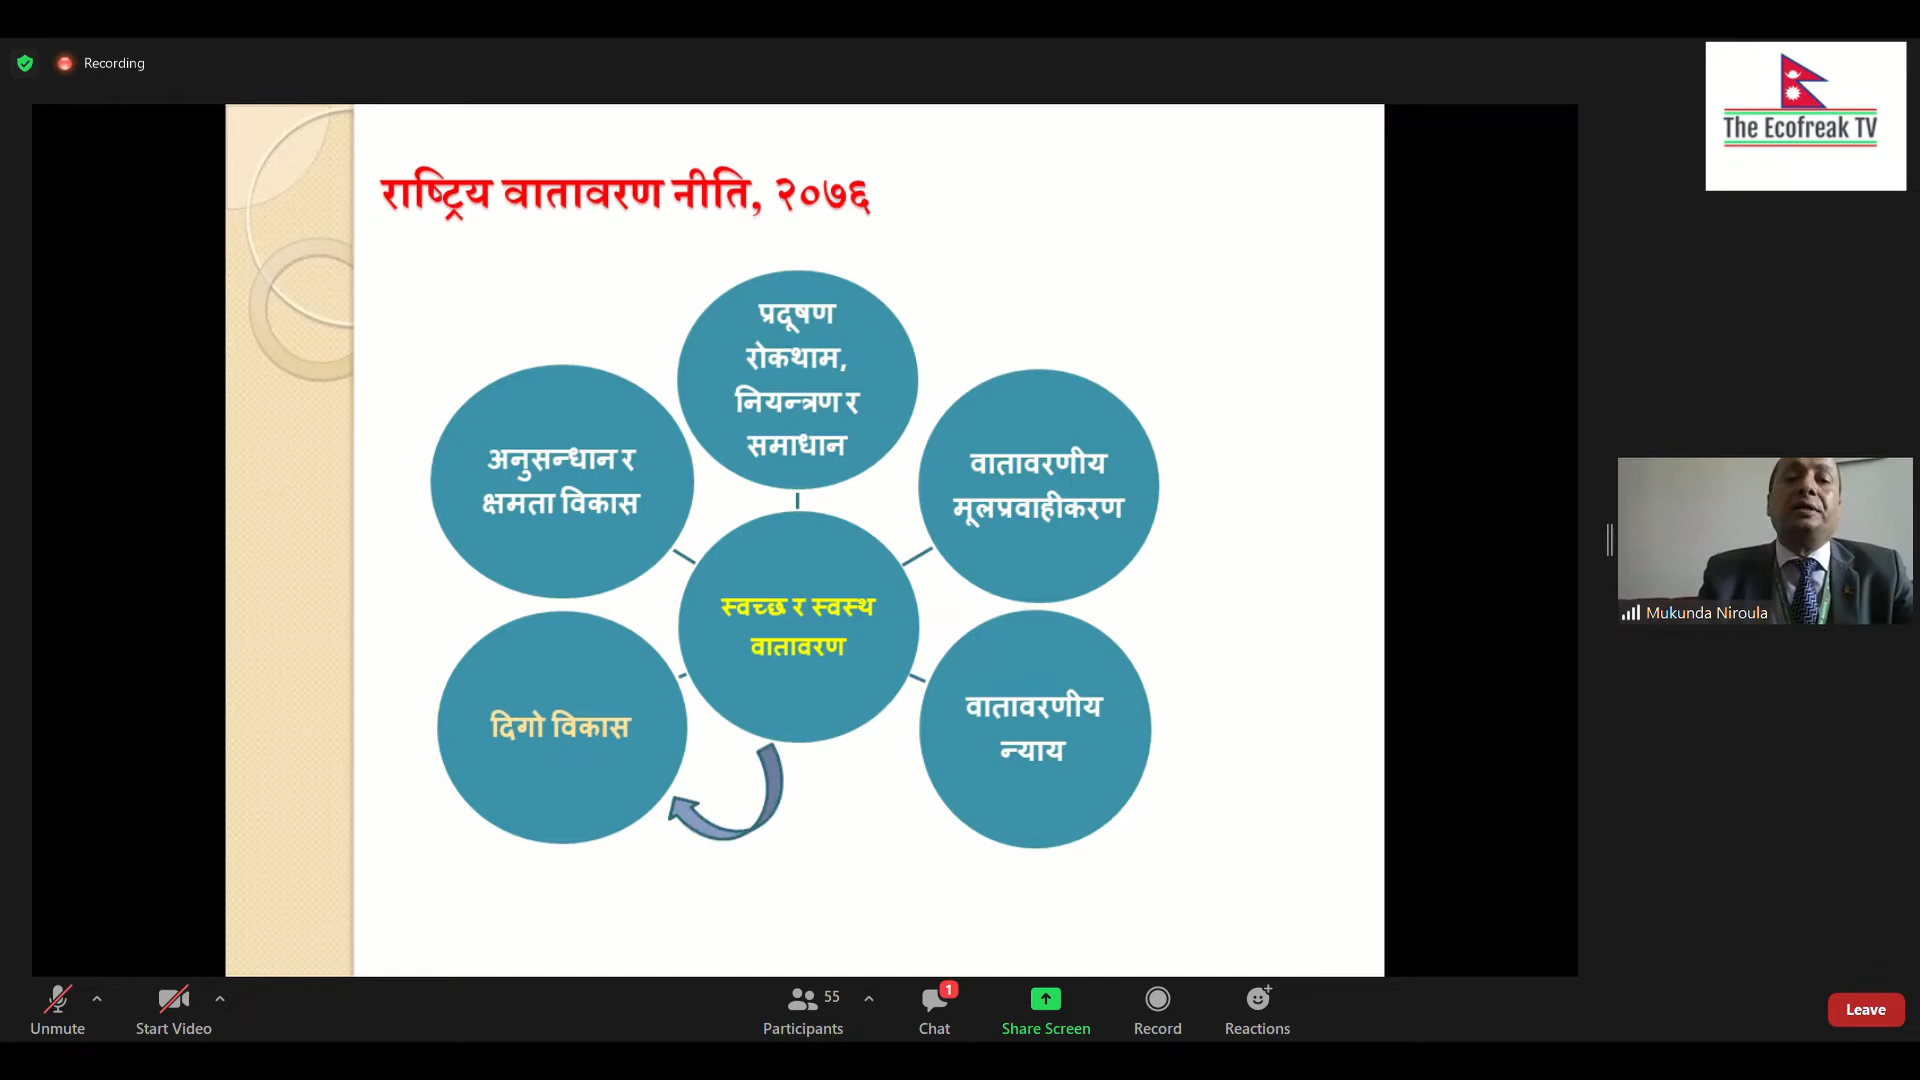 Recording
The Ecofreak TV
राष्ट्रिय वातावरण नीति, २०७६
प्रदूषण
रोकथाम,
नियन्त्रण र
समाधान
अनुसन्धान र
क्षमता विकास
वातावरणीय
मूलप्रवाहीकरण
स्वच्छ र स्वस्थ
वातावरण
दिगो विकास
वातावरणीय
न्याय
Mukunda Niroula
Unmute
Start Video
55
Participants
1
Chat
Share Screen
Record
Reactions
Leave